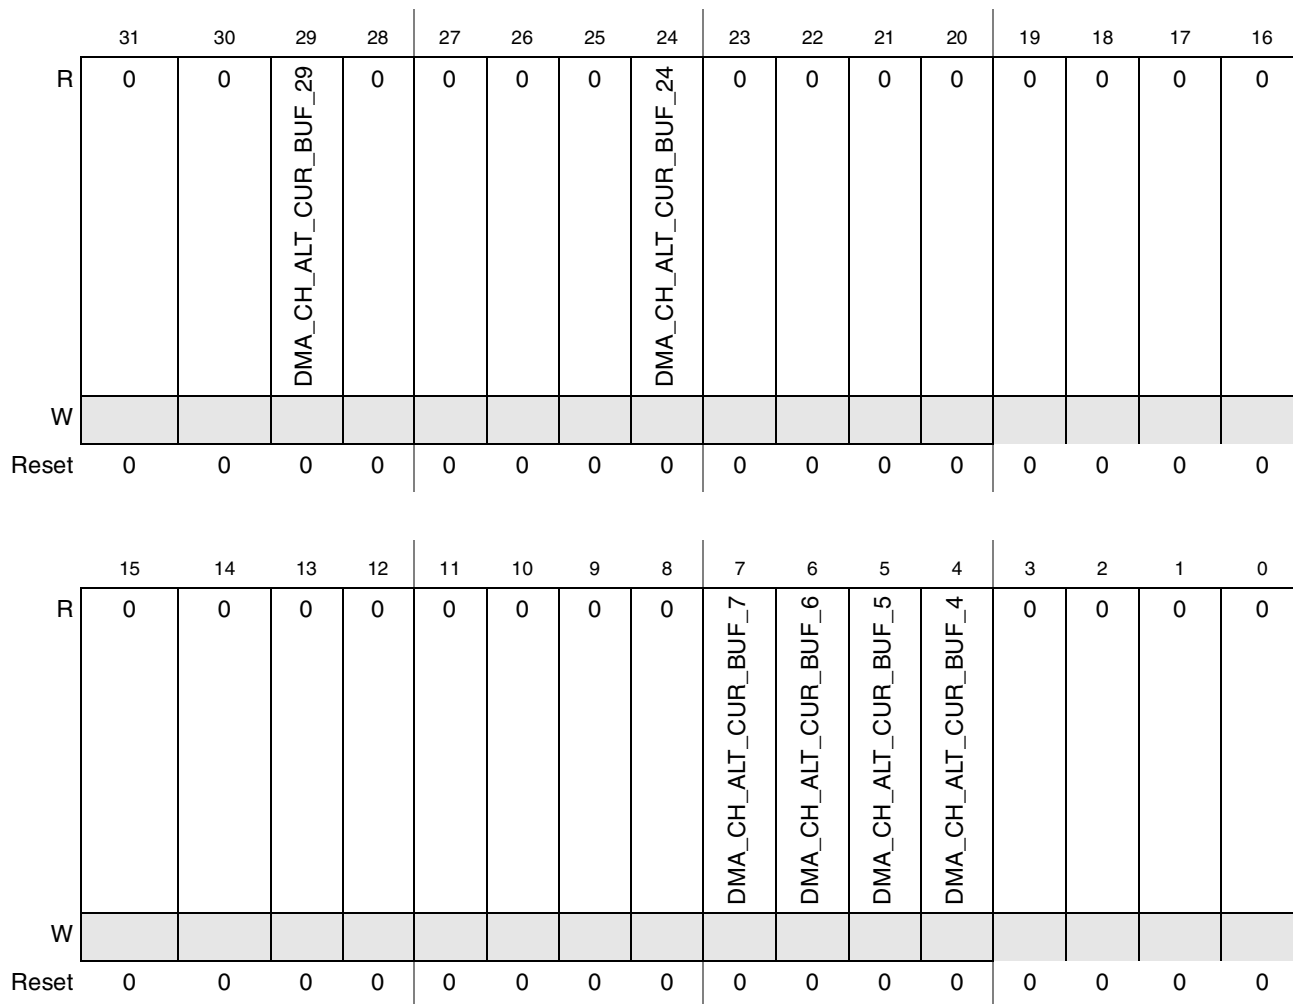 31 30 29 28 27 26 25 24 23 22 21 20 19 18 17 16
R 0 0 DMA_CH_ALT_CUR_BUF_29 0 0 0 0 DMA_CH_ALT_CUR_BUF_24 0 0 0 0 0 0 0 0
W
Reset 0 0 0 0 0 0 0 0 0 0 0 0 0 0 0 0
15 14 13 12 11 10 9 8 7 6 5 4 3 2 1 0
R 0 0 0 0 0 0 0 0 DMA_CH_ALT_CUR_BUF_7 DMA_CH_ALT_CUR_BUF_6 DMA_CH_ALT_CUR_BUF_5 DMA_CH_ALT_CUR_BUF_4 0 0 0 0
W
Reset 0 0 0 0 0 0 0 0 0 0 0 0 0 0 0 0